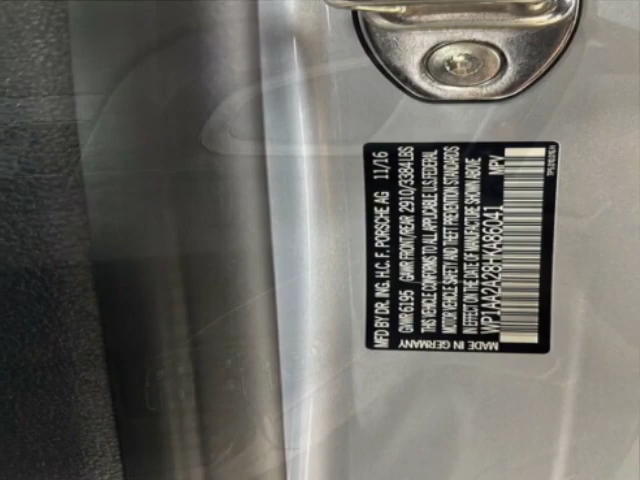 MFD BY DR. ING. H.C. F. PORSCHE AG 11/16
GVWR 6195 GAWR FRONT/REAR 2910/3384 LBS
THIS VEHICLE CONFORMS TO ALL APPLICABLE U.S./FEDERAL
MOTOR VEHICLE SAFETY AND THEFT PREVENTION STANDARDS
IN EFFECT ON THE DATE OF MANUFACTURE SHOWN ABOVE
WP1AA2A28HKA86041 MPV
MADE IN GERMANY